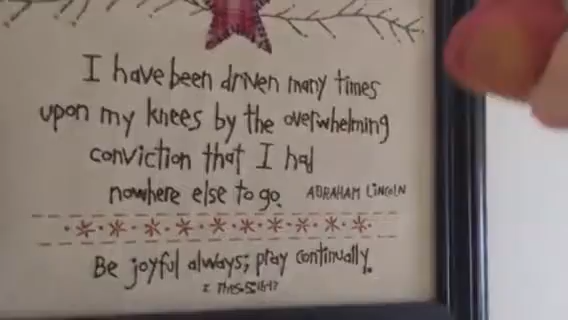 I have been driven many times
upon my knees by the overwhelming
conviction that I had
nowhere else to go. ABRAHAM LINCOLN
Be joyful always; pray continually.